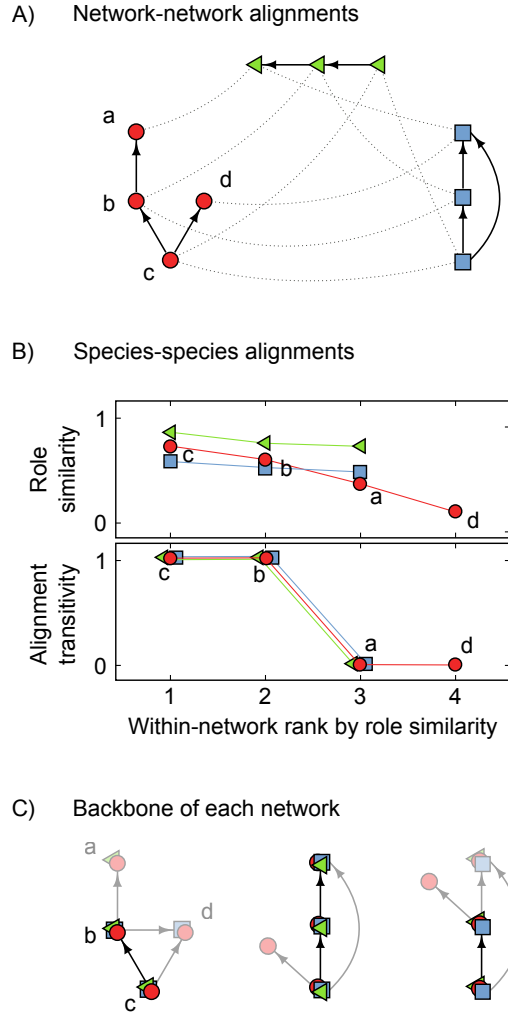 A) Network-network alignments
a
b
d
c
B) Species-species alignments
Role
similarity
1
0
c
b
a
d
Alignment
transitivity
1
0
c
b
a
d
1 2 3 4
Within-network rank by role similarity
C) Backbone of each network
a
d
b
c